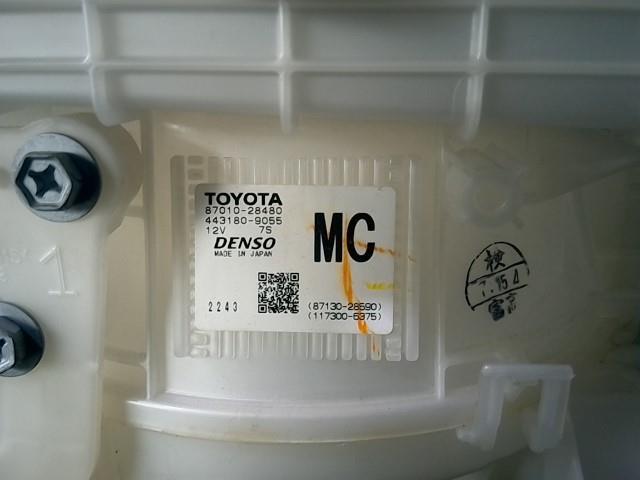 TOYOTA
87010-28480
443180-9055
12V 7S
DENSO
MADE IN JAPAN
MC
2243
(87130-28590)
(117300-5375)
1
検
7.15